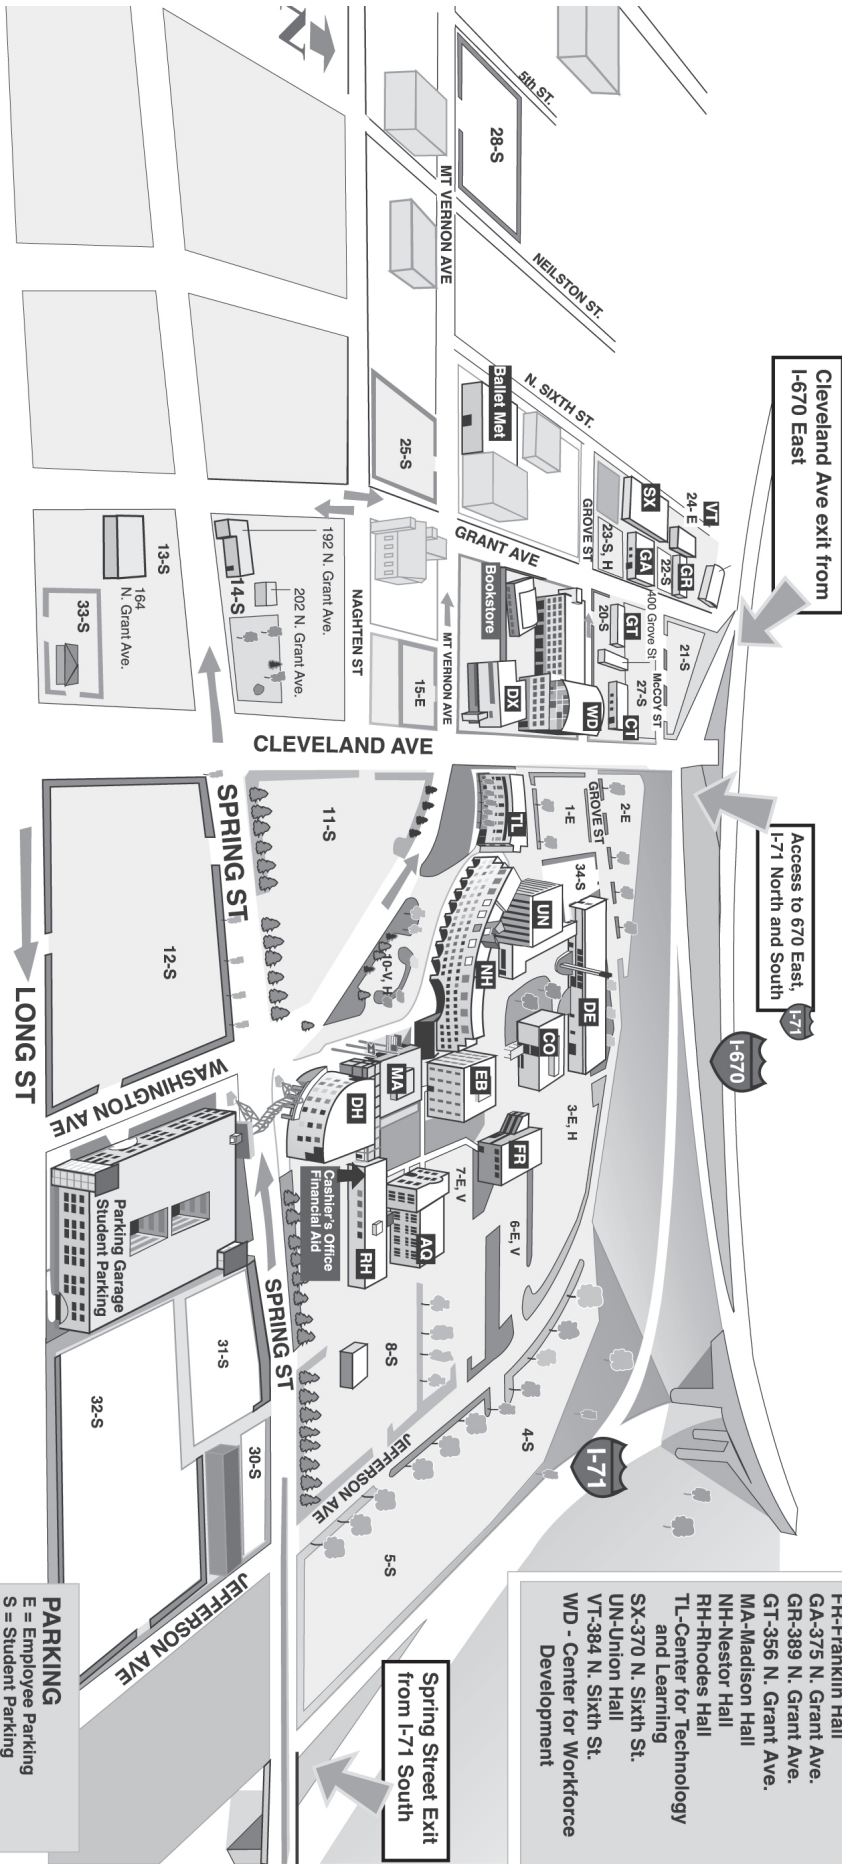 5th ST.
28-S
MT VERNON AVE
NEILSTON ST.
Cleveland Ave exit from
I-670 East
N. SIXTH ST.
Ballet Met
25-S
VT
24- E
SX
GROVE ST
23-S, H
GA
22-S
GR
GRANT AVE
Bookstore
400 Grove St
20-S
GT
21-S
McCOY ST
27-S
CT
WD
DX
MT VERNON AVE
15-E
NAGHTEN ST
192 N. Grant Ave.
202 N. Grant Ave.
14-S
13-S
164
N. Grant Ave.
33-S
CLEVELAND AVE
Access to 670 East,
I-71 North and South
I-71
I-670
SPRING ST
11-S
12-S
LONG ST
WASHINGTON AVE
TL
1-E
GROVE ST
2-E
34-S
UN
NH
DE
CO
10-V, H
MA
EB
DH
3-E, H
FR
7-E, V
6-E, V
AQ
RH
Cashier's Office
Financial Aid
Parking Garage
Student Parking
SPRING ST
31-S
32-S
30-S
8-S
JEFFERSON AVE
4-S
I-71
5-S
JEFFERSON AVE
Spring Street Exit
from I-71 South
FR-Franklin Hall
GA-375 N. Grant Ave.
GR-389 N. Grant Ave.
GT-356 N. Grant Ave.
MA-Madison Hall
NH-Nestor Hall
RH-Rhodes Hall
TL-Center for Technology
and Learning
SX-370 N. Sixth St.
UN-Union Hall
VT-384 N. Sixth St.
WD - Center for Workforce
Development
PARKING
E = Employee Parking
S = Student Parking